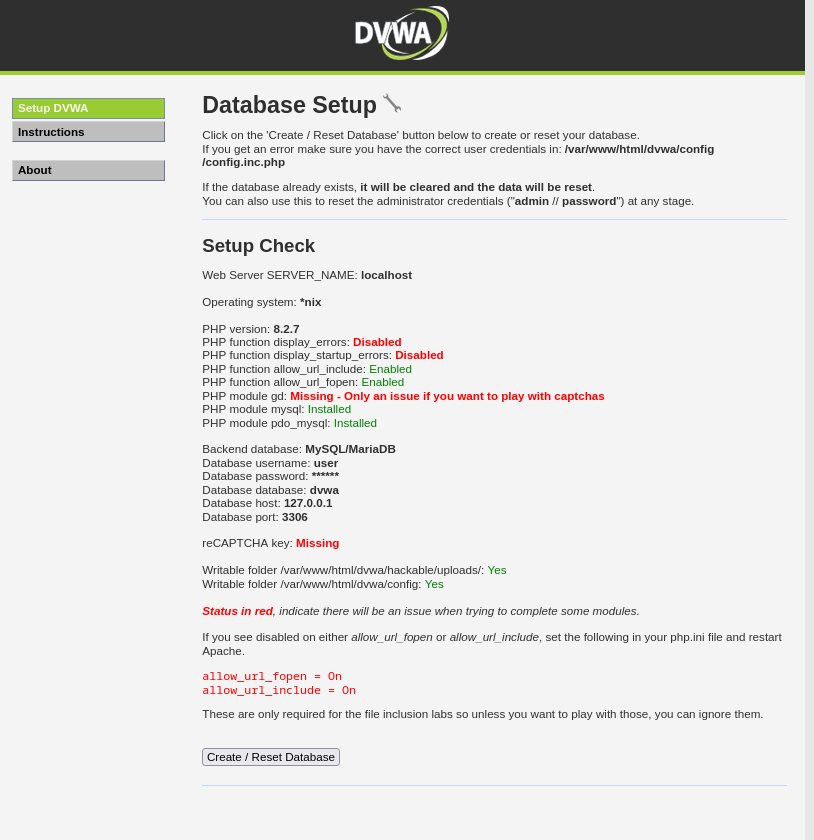 DVWA
Setup DVWA
Instructions
About
Database Setup
Click on the 'Create / Reset Database' button below to create or reset your database.
If you get an error make sure you have the correct user credentials in: /var/www/html/dvwa/config
/config.inc.php
If the database already exists, it will be cleared and the data will be reset.
You can also use this to reset the administrator credentials ("admin // password") at any stage.
Setup Check
Web Server SERVER_NAME: localhost
Operating system: *nix
PHP version: 8.2.7
PHP function display_errors: Disabled
PHP function display_startup_errors: Disabled
PHP function allow_url_include: Enabled
PHP function allow_url_fopen: Enabled
PHP module gd: Missing - Only an issue if you want to play with captchas
PHP module mysql: Installed
PHP module pdo_mysql: Installed
Backend database: MySQL/MariaDB
Database username: user
Database password: ******
Database database: dvwa
Database host: 127.0.0.1
Database port: 3306
reCAPTCHA key: Missing
Writable folder /var/www/html/dvwa/hackable/uploads/: Yes
Writable folder /var/www/html/dvwa/config: Yes
Status in red, indicate there will be an issue when trying to complete some modules.
If you see disabled on either allow_url_fopen or allow_url_include, set the following in your php.ini file and restart
Apache.
allow_url_fopen = On
allow_url_include = On
These are only required for the file inclusion labs so unless you want to play with those, you can ignore them.
Create / Reset Database